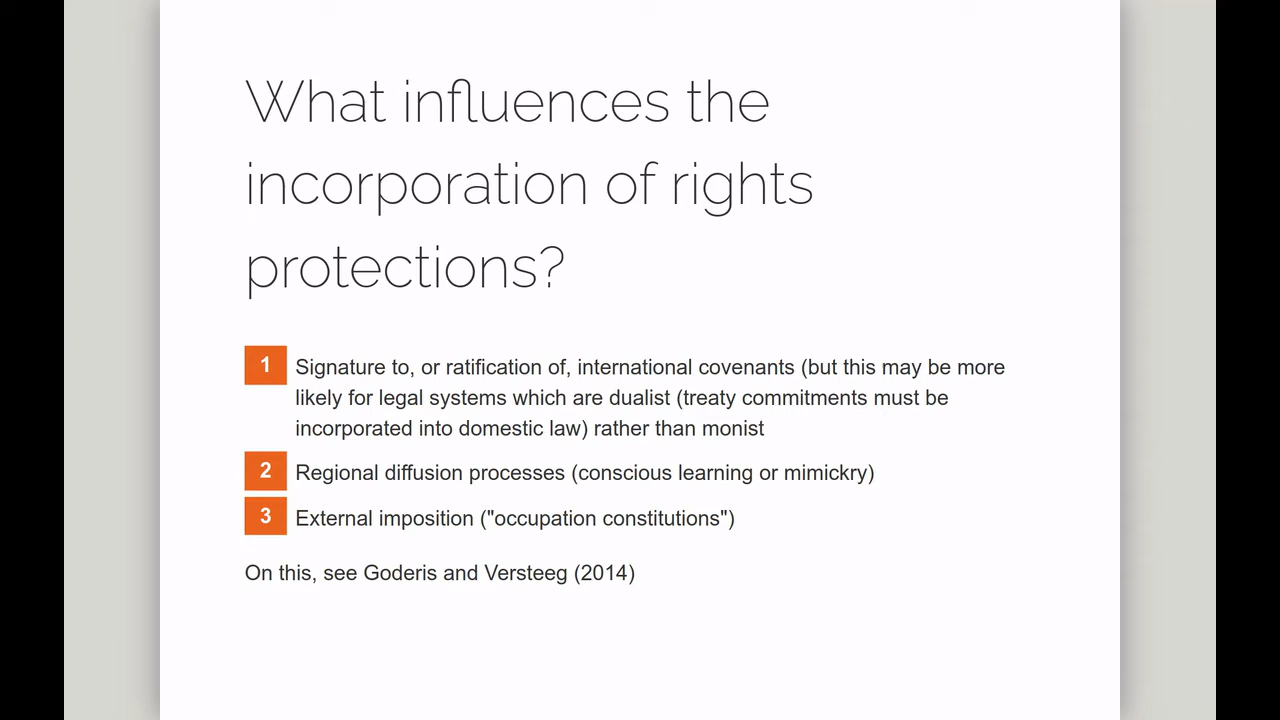 What influences the
incorporation of rights
protections?
1 Signature to, or ratification of, international covenants (but this may be more
likely for legal systems which are dualist (treaty commitments must be
incorporated into domestic law) rather than monist
2 Regional diffusion processes (conscious learning or mimickry)
3 External imposition ("occupation constitutions")
On this, see Goderis and Versteeg (2014)